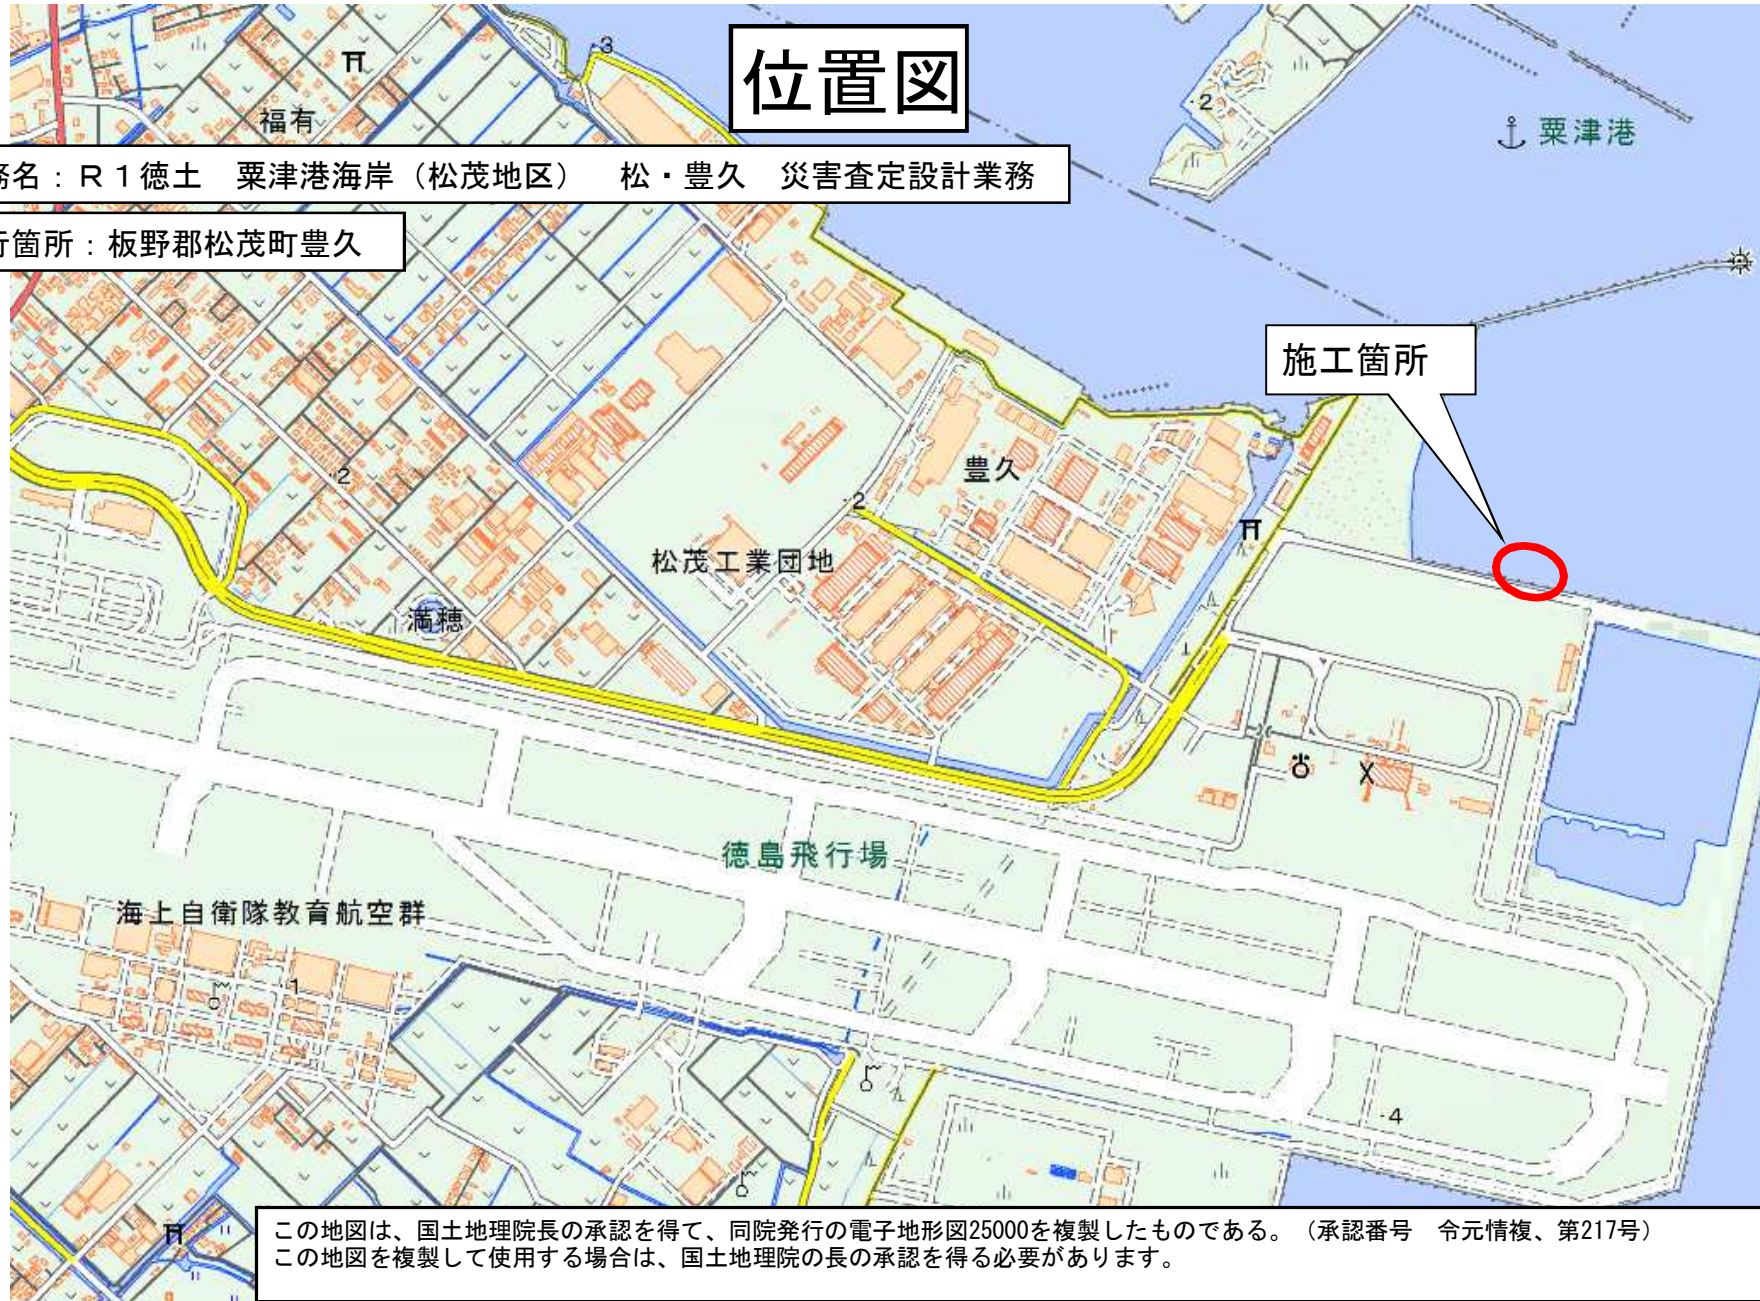 位置図
3
福有
2
粟津港
務名：Ｒ１徳土　粟津港海岸（松茂地区）　松・豊久　災害査定設計業務
行箇所：板野郡松茂町豊久
施工箇所
豊久
2
2
松茂工業団地
満穂
徳島飛行場
海上自衛隊教育航空群
1
4
この地図は、国土地理院長の承認を得て、同院発行の電子地形図25000を複製したものである。（承認番号　令元情複、第217号）
この地図を複製して使用する場合は、国土地理院の長の承認を得る必要があります。